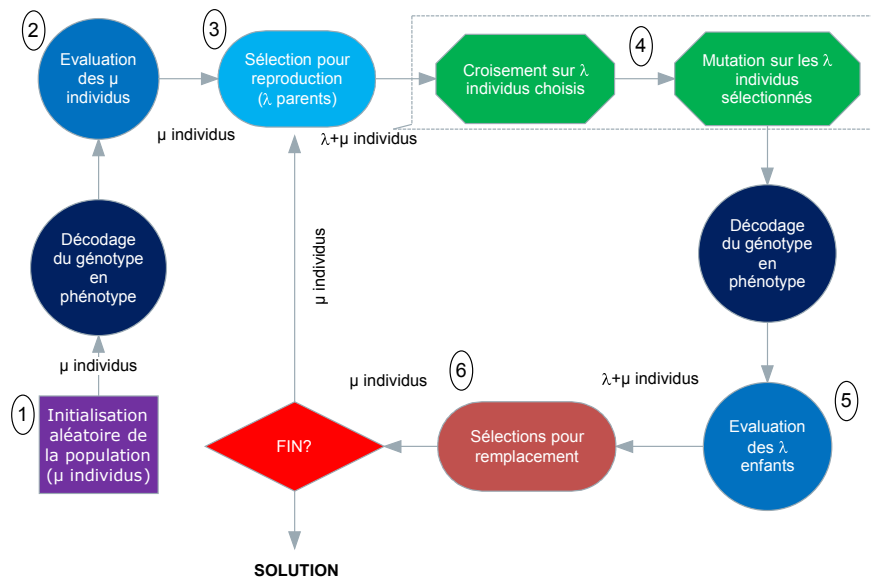 2
Evaluation
des μ
individus
3
Sélection pour
reproduction
(λ parents)
Croisement sur λ
individus choisis
4
Mutation sur les λ
individus
sélectionnés
μ individus
λ+μ individus
Décodage
du génotype
en
phénotype
μ individus
Décodage
du génotype
en
phénotype
μ individus
1
Initialisation
aléatoire de
la population
(μ individus)
μ individus
6
λ+μ individus
5
FIN?
Sélections pour
remplacement
Evaluation
des λ
enfants
SOLUTION